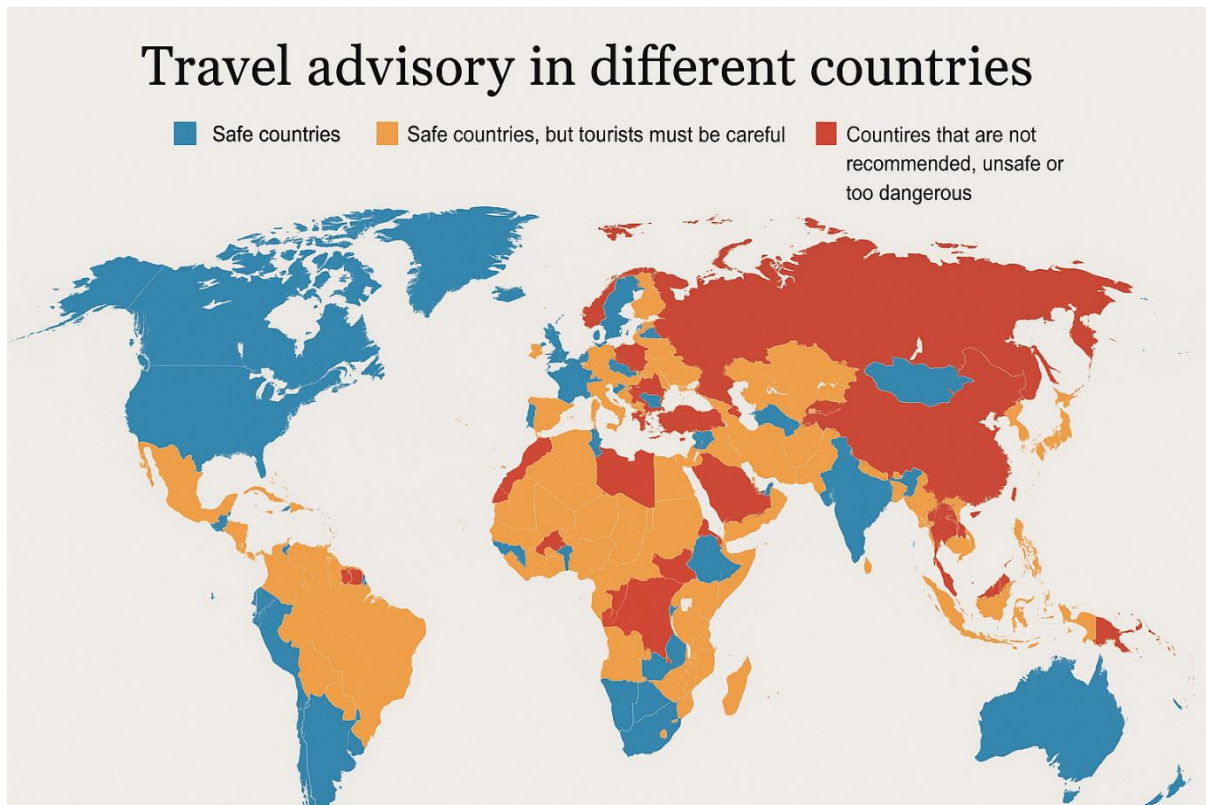 Travel advisory in different countries
Safe countries
Safe countries, but tourists must be careful
Countires that are not
recommended, unsafe or
too dangerous